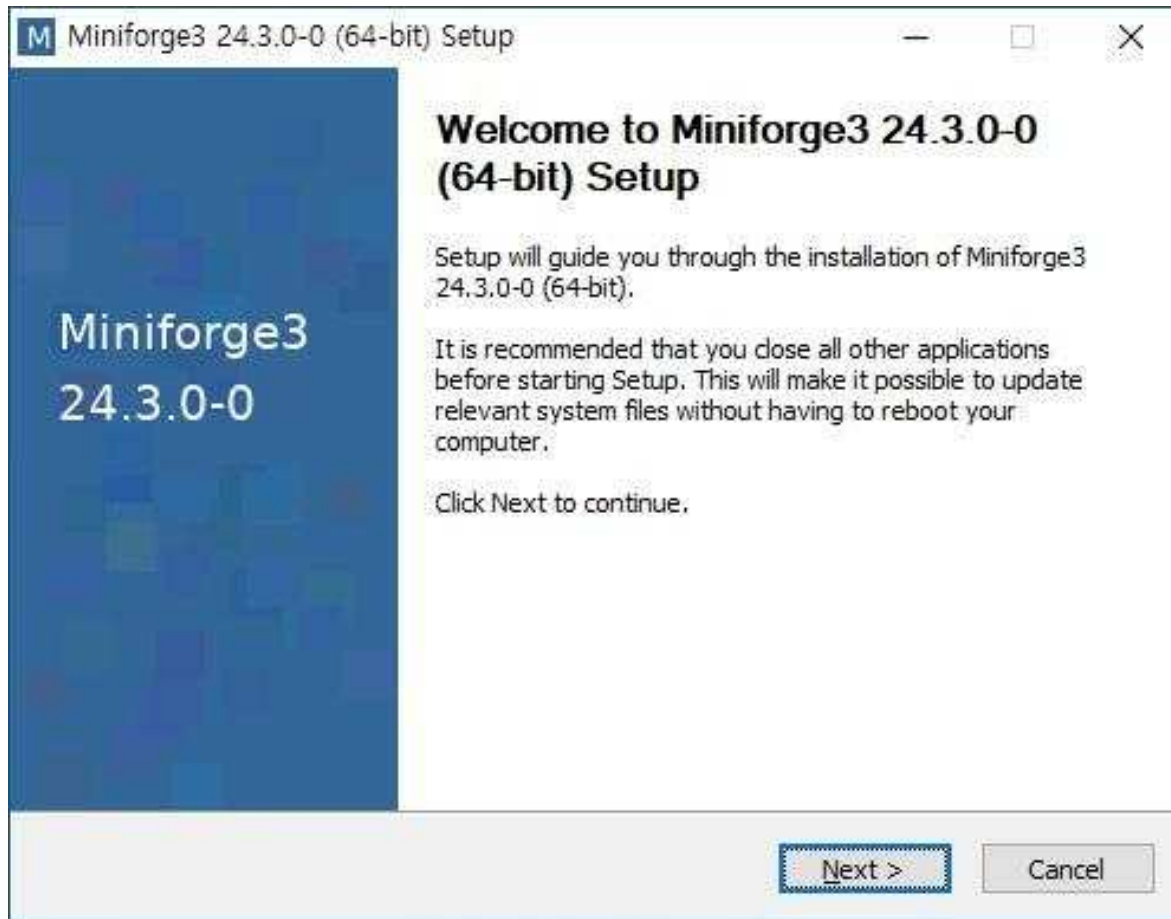 M Miniforge3 24.3.0-0 (64-bit) Setup
Miniforge3
24.3.0-0
Welcome to Miniforge3 24.3.0-0
(64-bit) Setup
Setup will guide you through the installation of Miniforge3
24.3.0-0 (64-bit).
It is recommended that you close all other applications
before starting Setup. This will make it possible to update
relevant system files without having to reboot your
computer.
Click Next to continue.
Next >
Cancel